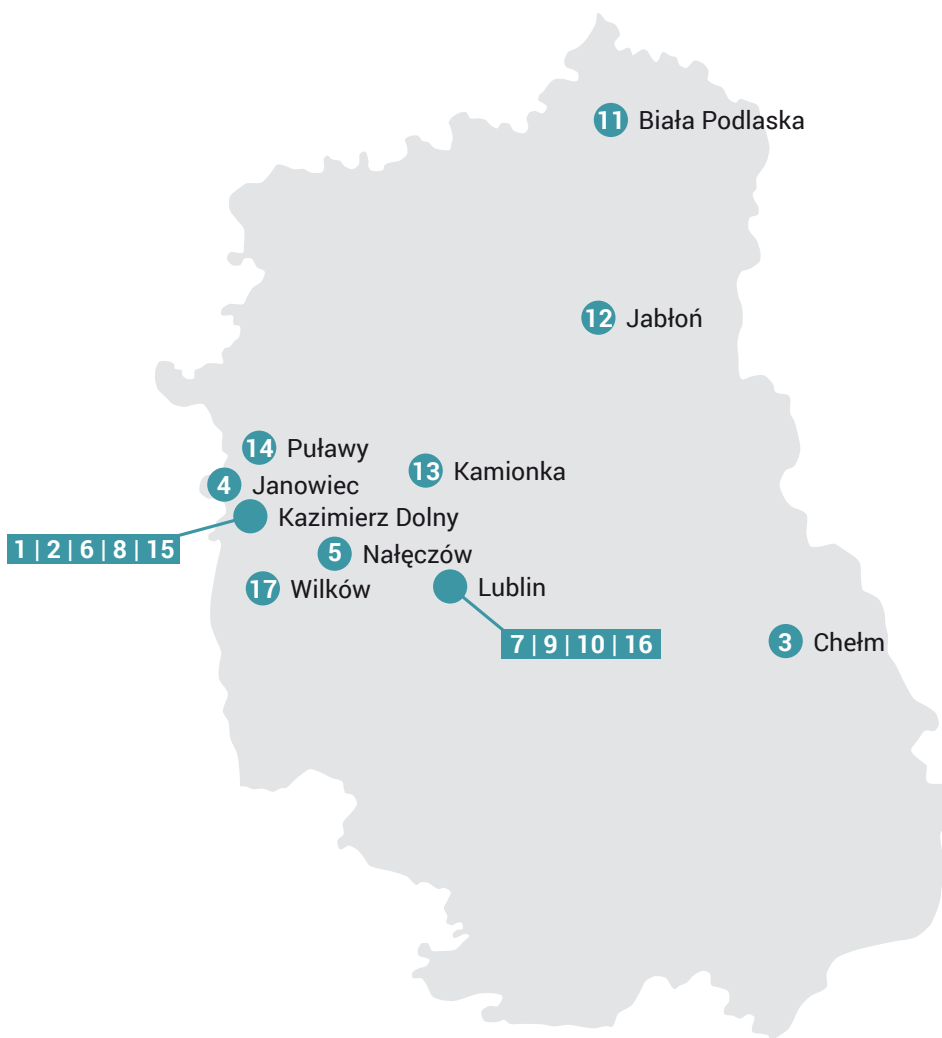 11 Biała Podlaska
12 Jabłoń
14 Puławy
13 Kamionka
4 Janowiec
Kazimierz Dolny
1 | 2 | 6 | 8 | 15
5 Nałęczów
17 Wilków
Lublin
7 | 9 | 10 | 16
3 Chełm